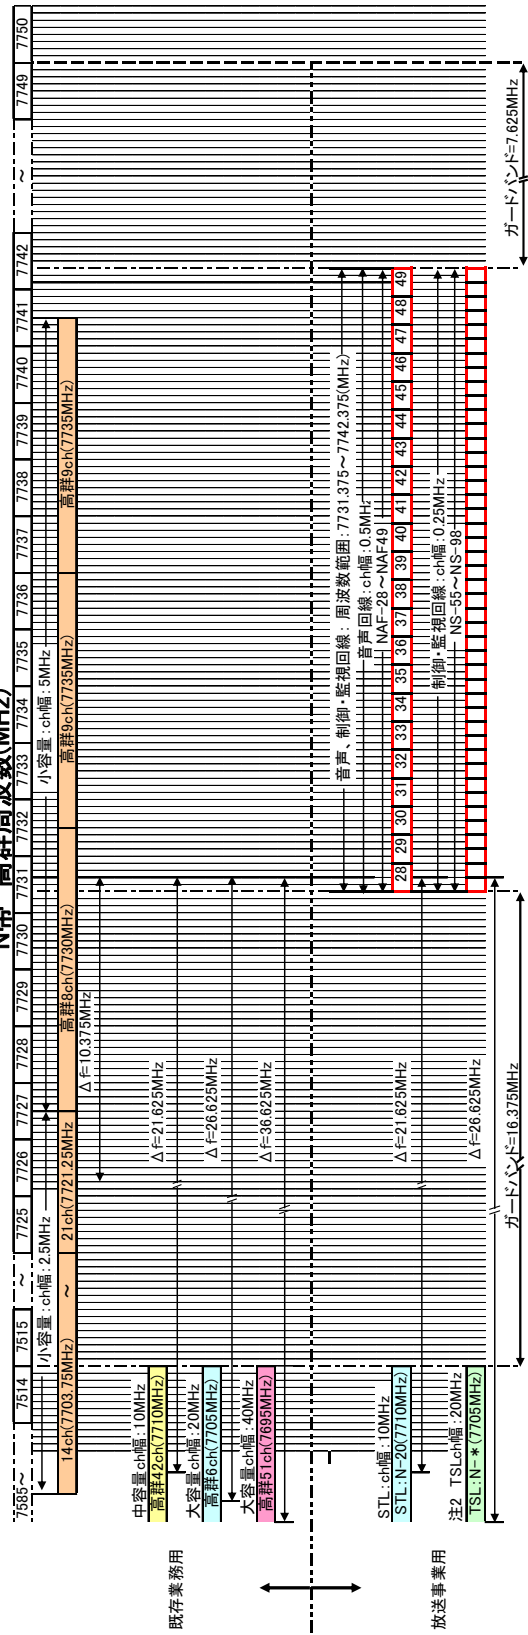 N帯 高群周波数(MHz)
7585~ 7514 7515 ~ 7725 7726 7727 7728 7729 7730 7731 7732 7733 7734 7735 7736 7737 7738 7739 7740 7741 7742 ~ 7749 7750
小容量:ch幅:2.5MHz
小容量:ch幅:5MHz
14ch(7703.75MHz) ~ 21ch(7721.25MHz) 高群8ch(7730MHz) 高群9ch(7735MHz) 高群9ch(7735MHz)
Δf=10.375MHz
既存業務用
中容量ch幅:10MHz
高群42ch(7710MHz)
Δf=21.625MHz
大容量ch幅:20MHz
高群6ch(7705MHz)
Δf=26.625MHz
大容量ch幅:40MHz
高群51ch(7695MHz)
Δf=36.625MHz
放送事業用
音声、制御・監視回線: 周波数範囲:7731.375~7742.375(MHz)
音声回線:ch幅:0.5MHz
NAF-28~NAF49
STL:ch幅:10MHz
STL:N-20(7710MHz)
28 29 30 31 32 33 34 35 36 37 38 39 40 41 42 43 44 45 46 47 48 49
Δf=21.625MHz
制御・監視回線:ch幅:0.25MHz
NS-55~NS-98
注2 TSLch幅:20MHz
TSL:N-*(7705MHz)
Δf=26.625MHz
ガードバンド=16.375MHz
ガードバンド=7.625MHz